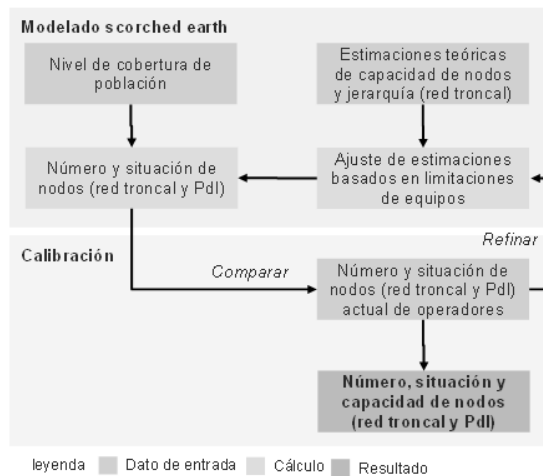 Modelado scorched earth
Nivel de cobertura de
población
Estimaciones teóricas
de capacidad de nodos
y jerarquía (red troncal)
Número y situación de
nodos (red troncal y PdI)
Ajuste de estimaciones
basados en limitaciones
de equipos
Refinar
Calibración
Comparar
Número y situación de
nodos (red troncal y PdI)
actual de operadores
Número, situación y
capacidad de nodos
(red troncal y PdI)
leyenda Dato de entrada Cálculo Resultado